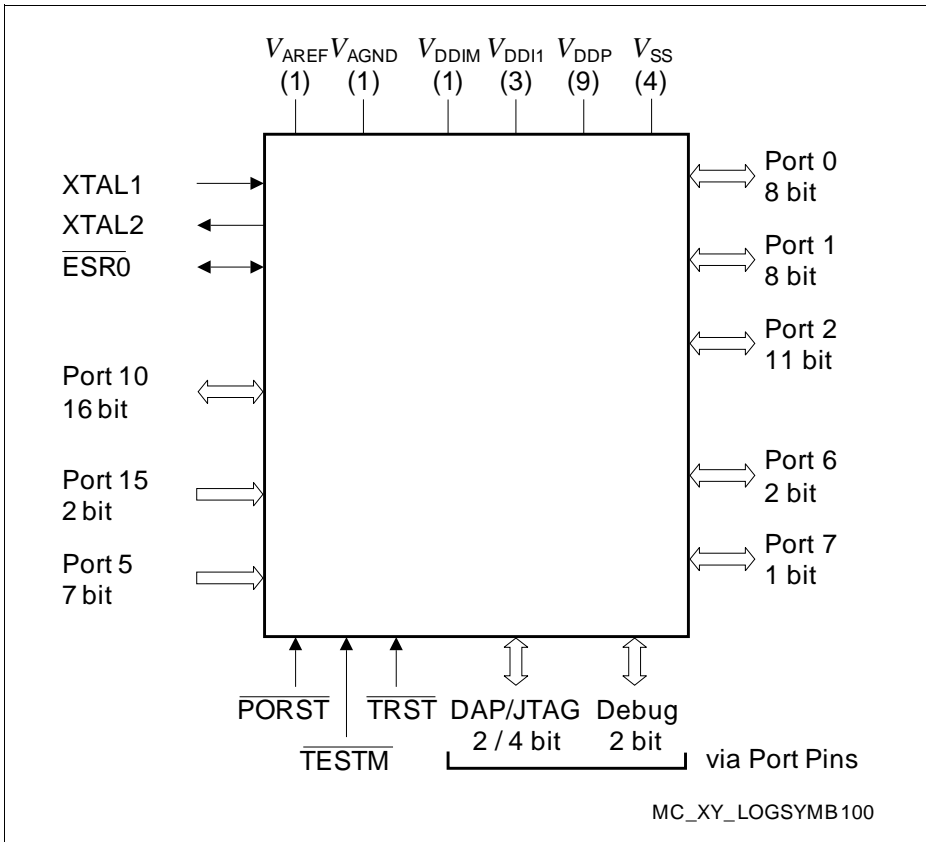 VAREF VAGND VDDIM VDDI1 VDDP VSS
(1) (1) (1) (3) (9) (4)
XTAL1
XTAL2
ESR0
Port 10
16 bit
Port 15
2 bit
Port 5
7 bit
Port 0
8 bit
Port 1
8 bit
Port 2
11 bit
Port 6
2 bit
Port 7
1 bit
PORST TRST DAP/JTAG Debug
2 / 4 bit 2 bit
TESTM
via Port Pins
MC_XY_LOGSYMB100